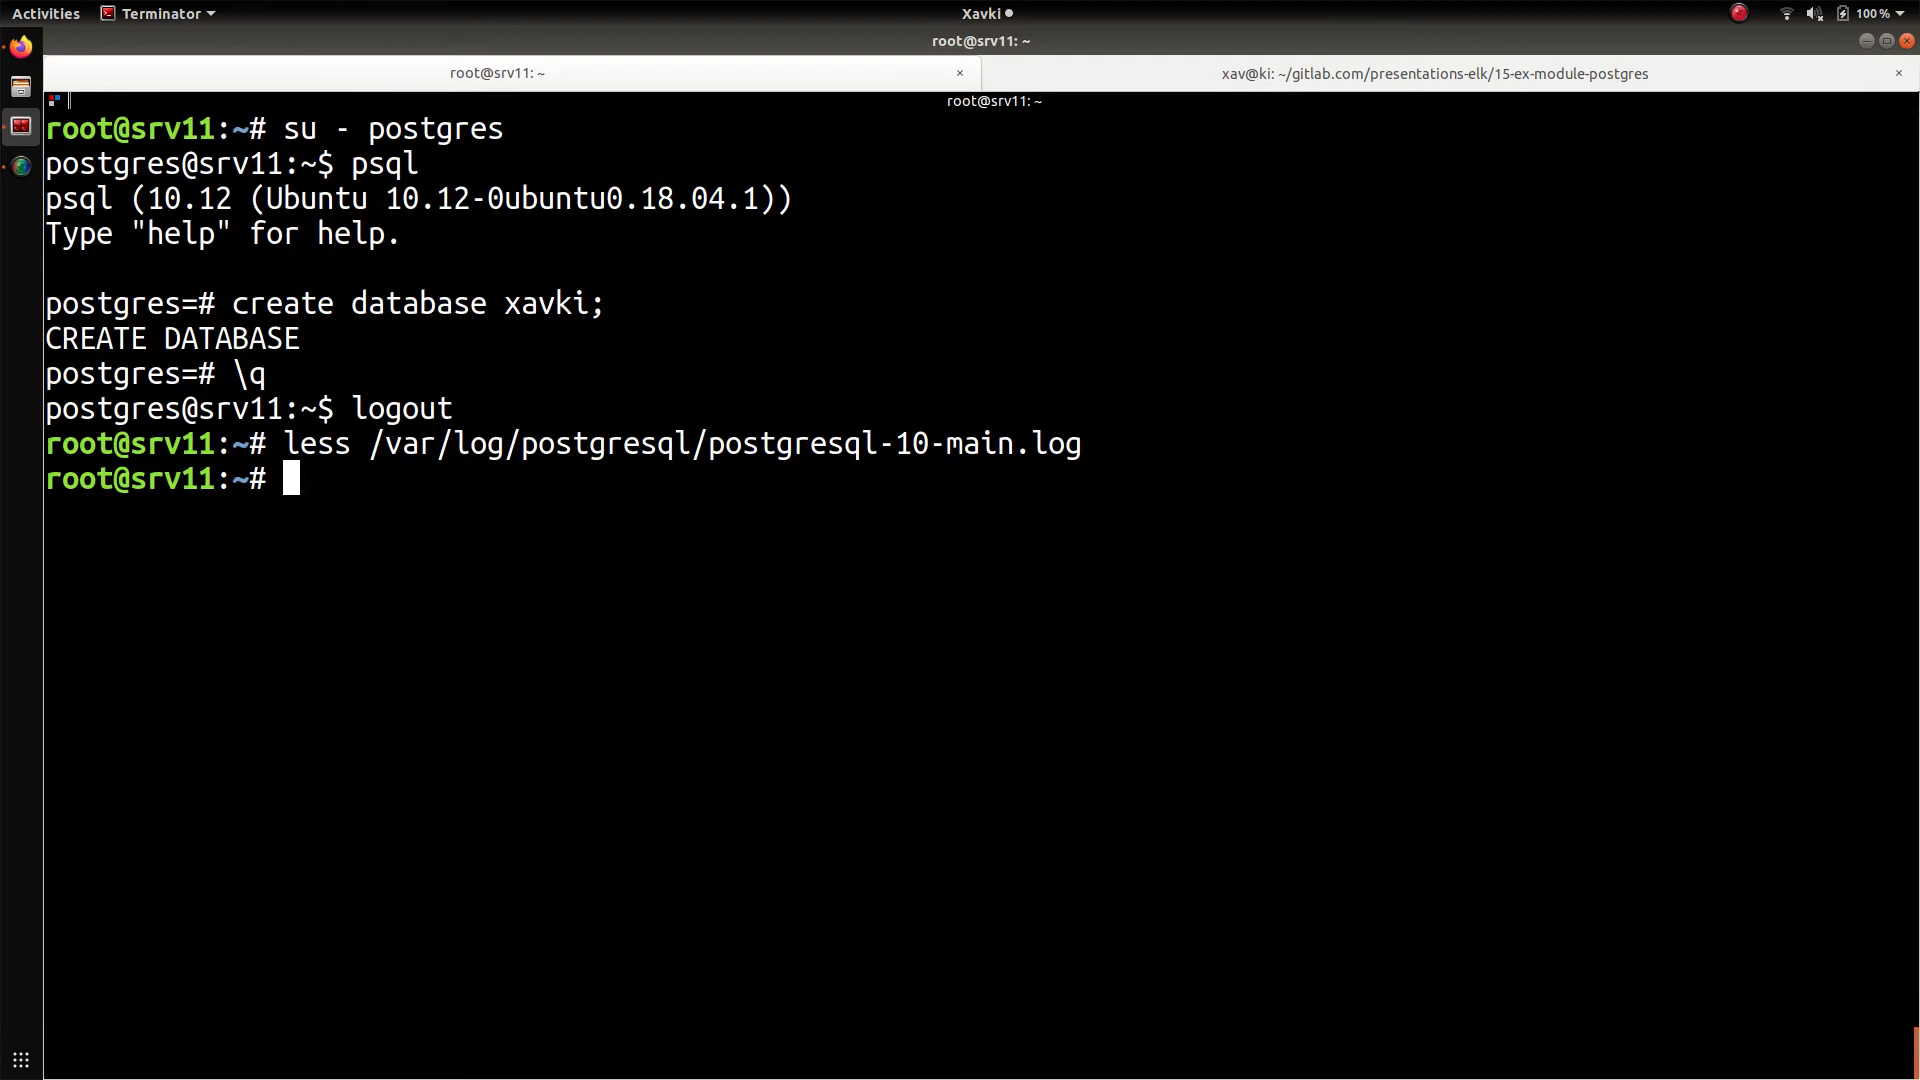 Activities
Terminator
Xavki
100 %
root@srv11: ~
root@srv11: ~
xav@ki: ~/gitlab.com/presentations-elk/15-ex-module-postgres
root@srv11: ~
root@srv11:~# su - postgres
postgres@srv11:~$ psql
psql (10.12 (Ubuntu 10.12-0ubuntu0.18.04.1))
Type "help" for help.
postgres=# create database xavki;
CREATE DATABASE
postgres=# \q
postgres@srv11:~$ logout
root@srv11:~# less /var/log/postgresql/postgresql-10-main.log
root@srv11:~#